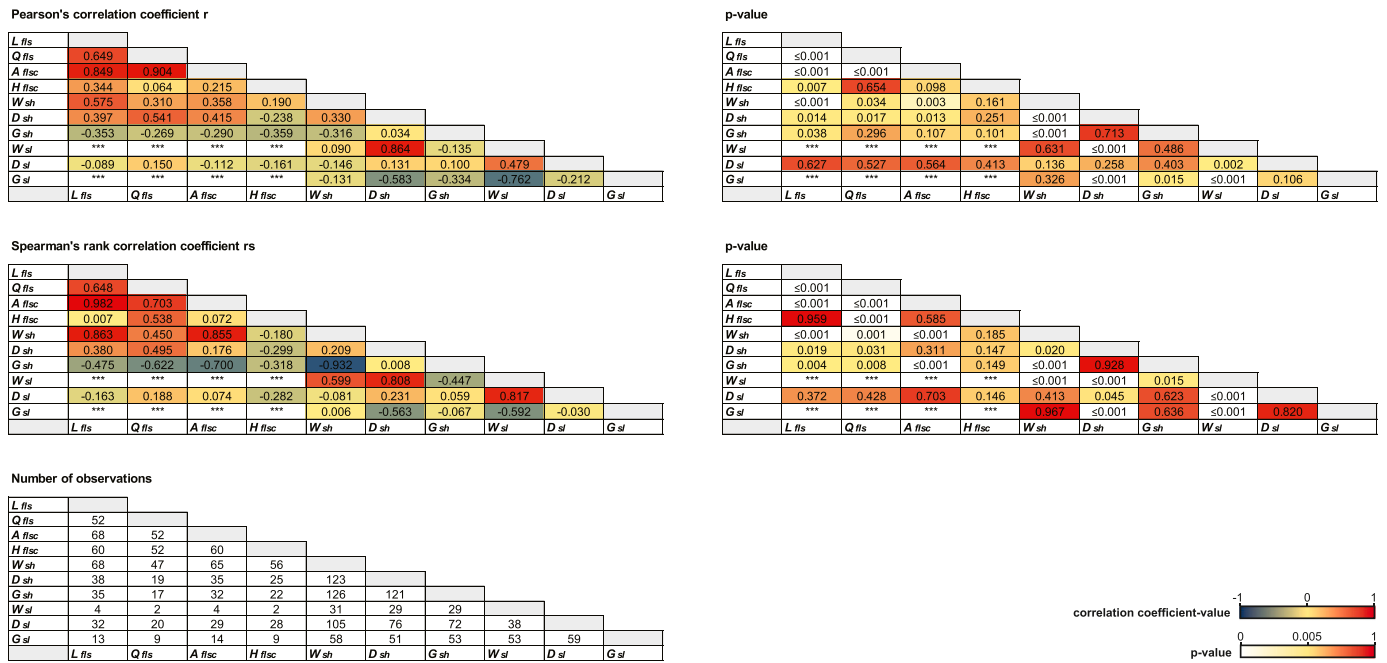 Pearson's correlation coefficient r p-value
L fls L fls
Q fls 0.649 Q fls ≤0.001
A flsc 0.849 0.904 A flsc ≤0.001 ≤0.001
H flsc 0.344 0.064 0.215 H flsc 0.007 0.654 0.098
W sh 0.575 0.310 0.358 0.190 W sh ≤0.001 0.034 0.003 0.161
D sh 0.397 0.541 0.415 -0.238 0.330 D sh 0.014 0.017 0.013 0.251 ≤0.001
G sh -0.353 -0.269 -0.290 -0.359 -0.316 0.034 G sh 0.038 0.296 0.107 0.101 ≤0.001 0.713
W sl *** *** *** *** 0.090 0.864 -0.135 W sl *** *** *** *** 0.631 ≤0.001 0.486
D sl -0.089 0.150 -0.112 -0.161 -0.146 0.131 0.100 0.479 D sl 0.627 0.527 0.564 0.413 0.136 0.258 0.403 0.002
G sl *** *** *** *** -0.131 -0.583 -0.334 -0.762 -0.212 G sl *** *** *** *** 0.326 ≤0.001 0.015 ≤0.001 0.106
L fls Q fls A flsc H flsc W sh D sh G sh W sl D sl G sl L fls Q fls A flsc H flsc W sh D sh G sh W sl D sl G sl
Spearman's rank correlation coefficient rs p-value
L fls L fls
Q fls 0.648 Q fls ≤0.001
A flsc 0.982 0.703 A flsc ≤0.001 ≤0.001
H flsc 0.007 0.538 0.072 H flsc 0.959 ≤0.001 0.585
W sh 0.863 0.450 0.855 -0.180 W sh ≤0.001 0.001 ≤0.001 0.185
D sh 0.380 0.495 0.176 -0.299 0.209 D sh 0.019 0.031 0.311 0.147 0.020
G sh -0.475 -0.622 -0.700 -0.318 -0.932 0.008 G sh 0.004 0.008 ≤0.001 0.149 ≤0.001 0.928
W sl *** *** *** *** 0.599 0.808 -0.447 W sl *** *** *** *** ≤0.001 ≤0.001 0.015
D sl -0.163 0.188 0.074 -0.282 -0.081 0.231 0.059 0.817 D sl 0.372 0.428 0.703 0.146 0.413 0.045 0.623 ≤0.001
G sl *** *** *** *** 0.006 -0.563 -0.067 -0.592 -0.030 G sl *** *** *** *** 0.967 ≤0.001 0.636 ≤0.001 0.820
L fls Q fls A flsc H flsc W sh D sh G sh W sl D sl G sl L fls Q fls A flsc H flsc W sh D sh G sh W sl D sl G sl
Number of observations
L fls
Q fls 52
A flsc 68 52
H flsc 60 52 60
W sh 68 47 65 56
D sh 38 19 35 25 123
G sh 35 17 32 22 126 121
W sl 4 2 4 2 31 29 29
D sl 32 20 29 28 105 76 72 38
G sl 13 9 14 9 58 51 53 53 59
L fls Q fls A flsc H flsc W sh D sh G sh W sl D sl G sl
-1 0 1
correlation coefficient-value
0 0.005 1
p-value